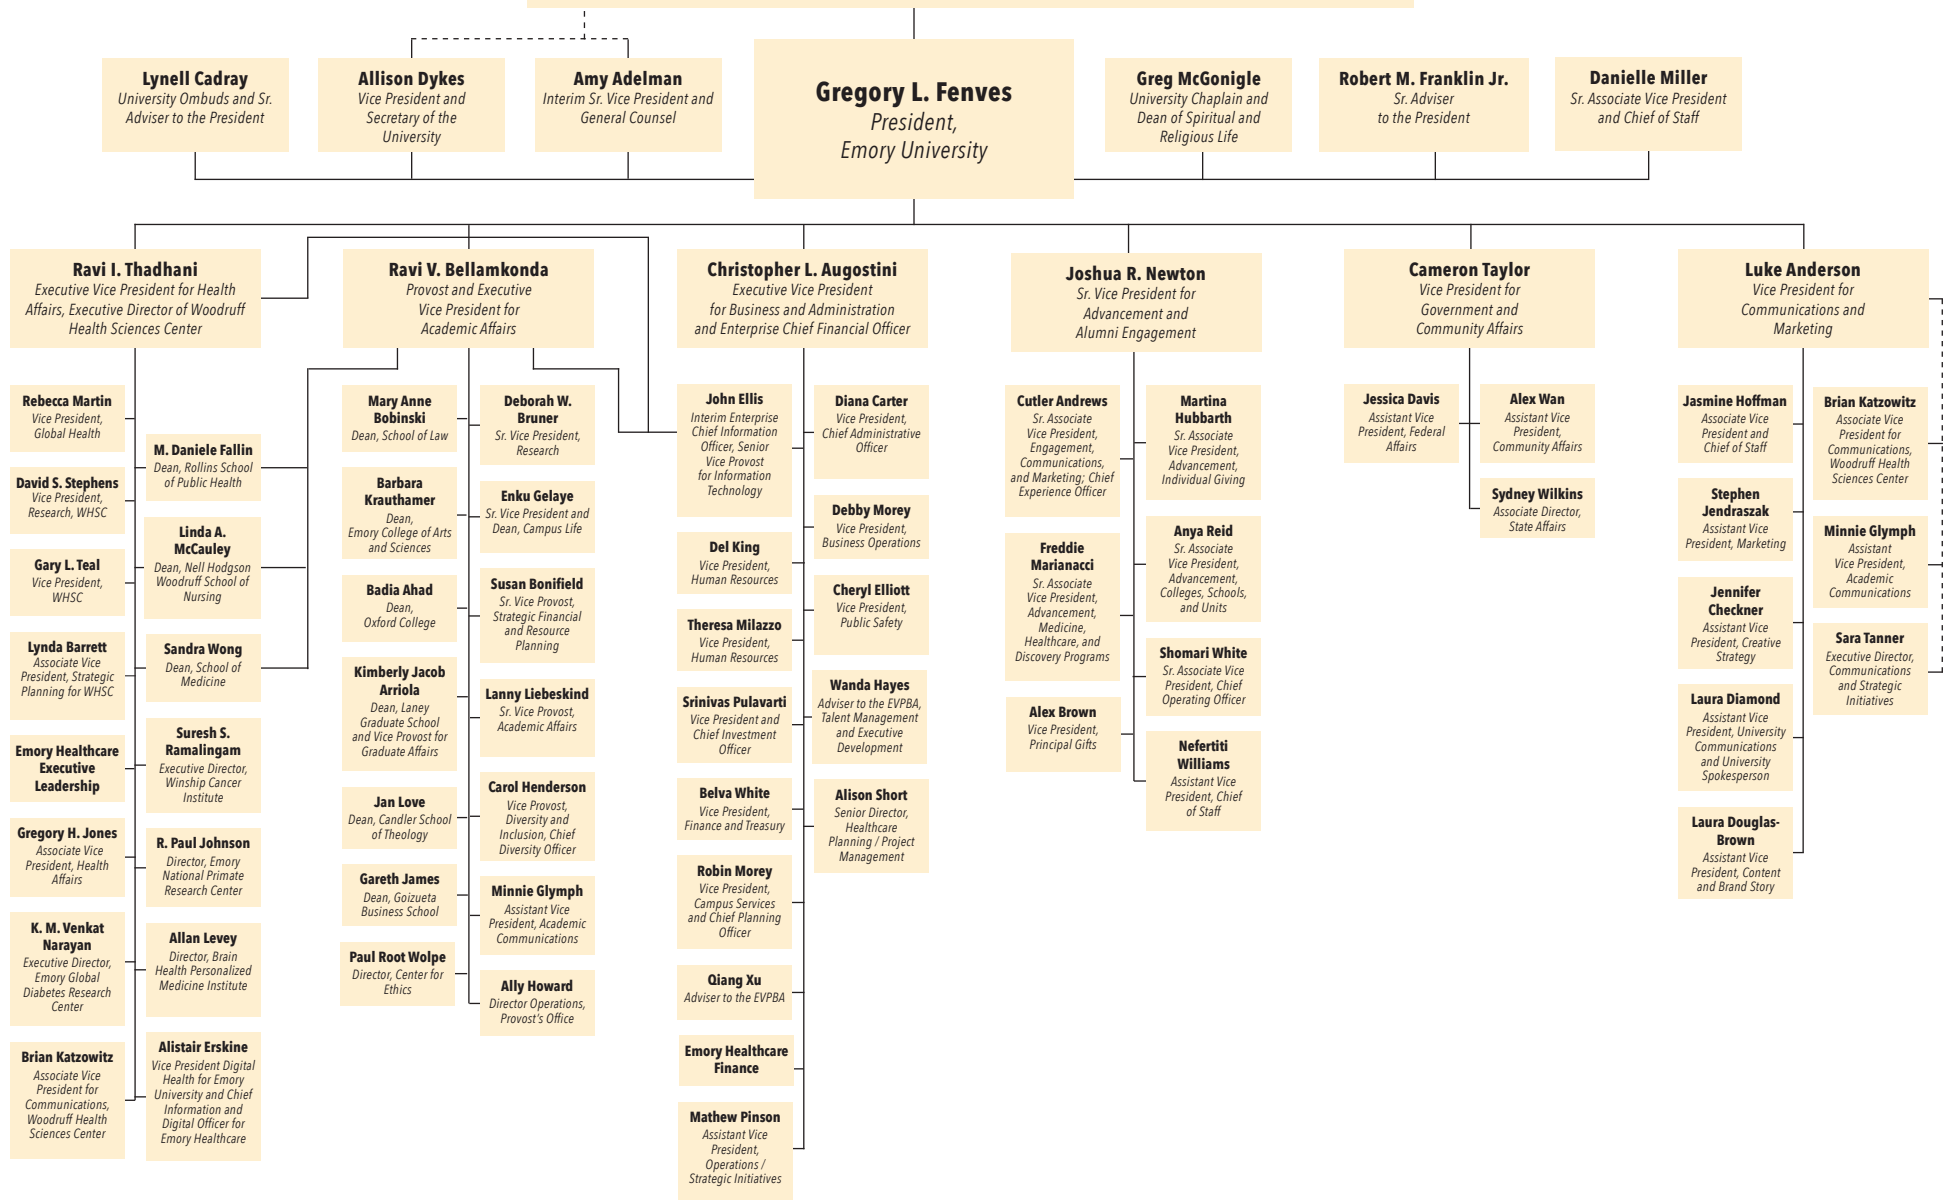 Lynell Cadray
University Ombuds and Sr.
Adviser to the President
Allison Dykes
Vice President and
Secretary of the
University
Amy Adelman
Interim Sr. Vice President and
General Counsel
Gregory L. Fenves
President,
Emory University
Greg McGonigle
University Chaplain and
Dean of Spiritual and
Religious Life
Robert M. Franklin Jr.
Sr. Adviser
to the President
Danielle Miller
Sr. Associate Vice President
and Chief of Staff
Ravi I. Thadhani
Executive Vice President for Health
Affairs, Executive Director of Woodruff
Health Sciences Center
Rebecca Martin
Vice President,
Global Health
David S. Stephens
Vice President,
Research, WHSC
Gary L. Teal
Vice President,
WHSC
Lynda Barrett
Associate Vice
President, Strategic
Planning for WHSC
Emory Healthcare
Executive
Leadership
Gregory H. Jones
Associate Vice
President, Health
Affairs
K. M. Venkat
Narayan
Executive Director,
Emory Global
Diabetes Research
Center
Brian Katzowitz
Associate Vice
President for
Communications,
Woodruff Health
Sciences Center
M. Daniele Fallin
Dean, Rollins School
of Public Health
Linda A.
McCauley
Dean, Nell Hodgson
Woodruff School of
Nursing
Sandra Wong
Dean, School of
Medicine
Suresh S.
Ramalingam
Executive Director,
Winship Cancer
Institute
R. Paul Johnson
Director, Emory
National Primate
Research Center
Allan Levey
Director, Brain
Health Personalized
Medicine Institute
Alistair Erskine
Vice President Digital
Health for Emory
University and Chief
Information and
Digital Officer for
Emory Healthcare
Ravi V. Bellamkonda
Provost and Executive
Vice President for
Academic Affairs
Mary Anne
Bobinski
Dean, School of Law
Barbara
Krauthamer
Dean,
Emory College of Arts
and Sciences
Badia Ahad
Dean,
Oxford College
Kimberly Jacob
Arriola
Dean, Laney
Graduate School
and Vice Provost for
Graduate Affairs
Jan Love
Dean, Candler School
of Theology
Gareth James
Dean, Goizueta
Business School
Paul Root Wolpe
Director, Center for
Ethics
Deborah W.
Bruner
Sr. Vice President,
Research
Enku Gelaye
Sr. Vice President and
Dean, Campus Life
Susan Bonifield
Sr. Vice Provost,
Strategic Financial
and Resource
Planning
Lanny Liebeskind
Sr. Vice Provost,
Academic Affairs
Carol Henderson
Vice Provost,
Diversity and
Inclusion, Chief
Diversity Officer
Minnie Glymph
Assistant Vice
President, Academic
Communications
Ally Howard
Director Operations,
Provost's Office
Christopher L. Augostini
Executive Vice President
for Business and Administration
and Enterprise Chief Financial Officer
John Ellis
Interim Enterprise
Chief Information
Officer, Senior
Vice Provost
for Information
Technology
Del King
Vice President,
Human Resources
Theresa Milazzo
Vice President,
Human Resources
Srinivas Pulavarti
Vice President and
Chief Investment
Officer
Belva White
Vice President,
Finance and Treasury
Robin Morey
Vice President,
Campus Services
and Chief Planning
Officer
Qiang Xu
Adviser to the EVPBA
Emory Healthcare
Finance
Mathew Pinson
Assistant Vice
President,
Operations /
Strategic Initiatives
Diana Carter
Vice President,
Chief Administrative
Officer
Debby Morey
Vice President,
Business Operations
Cheryl Elliott
Vice President,
Public Safety
Wanda Hayes
Adviser to the EVPBA,
Talent Management
and Executive
Development
Alison Short
Senior Director,
Healthcare
Planning / Project
Management
Joshua R. Newton
Sr. Vice President for
Advancement and
Alumni Engagement
Cutler Andrews
Sr. Associate
Vice President,
Engagement,
Communications,
and Marketing; Chief
Experience Officer
Freddie
Marianacci
Sr. Associate
Vice President,
Advancement,
Medicine,
Healthcare, and
Discovery Programs
Alex Brown
Vice President,
Principal Gifts
Martina
Hubbarth
Sr. Associate
Vice President,
Advancement,
Individual Giving
Anya Reid
Sr. Associate
Vice President,
Advancement,
Colleges, Schools,
and Units
Shomari White
Sr. Associate Vice
President, Chief
Operating Officer
Nefertiti
Williams
Assistant Vice
President, Chief
of Staff
Cameron Taylor
Vice President for
Government and
Community Affairs
Jessica Davis
Assistant Vice
President, Federal
Affairs
Alex Wan
Assistant Vice
President,
Community Affairs
Sydney Wilkins
Associate Director,
State Affairs
Luke Anderson
Vice President for
Communications and
Marketing
Jasmine Hoffman
Associate Vice
President and
Chief of Staff
Stephen
Jendraszak
Assistant Vice
President, Marketing
Jennifer
Checkner
Assistant Vice
President, Creative
Strategy
Laura Diamond
Assistant Vice
President, University
Communications
and University
Spokesperson
Laura Douglas-
Brown
Assistant Vice
President, Content
and Brand Story
Brian Katzowitz
Associate Vice
President for
Communications,
Woodruff Health
Sciences Center
Minnie Glymph
Assistant
Vice President,
Academic
Communications
Sara Tanner
Executive Director,
Communications
and Strategic
Initiatives